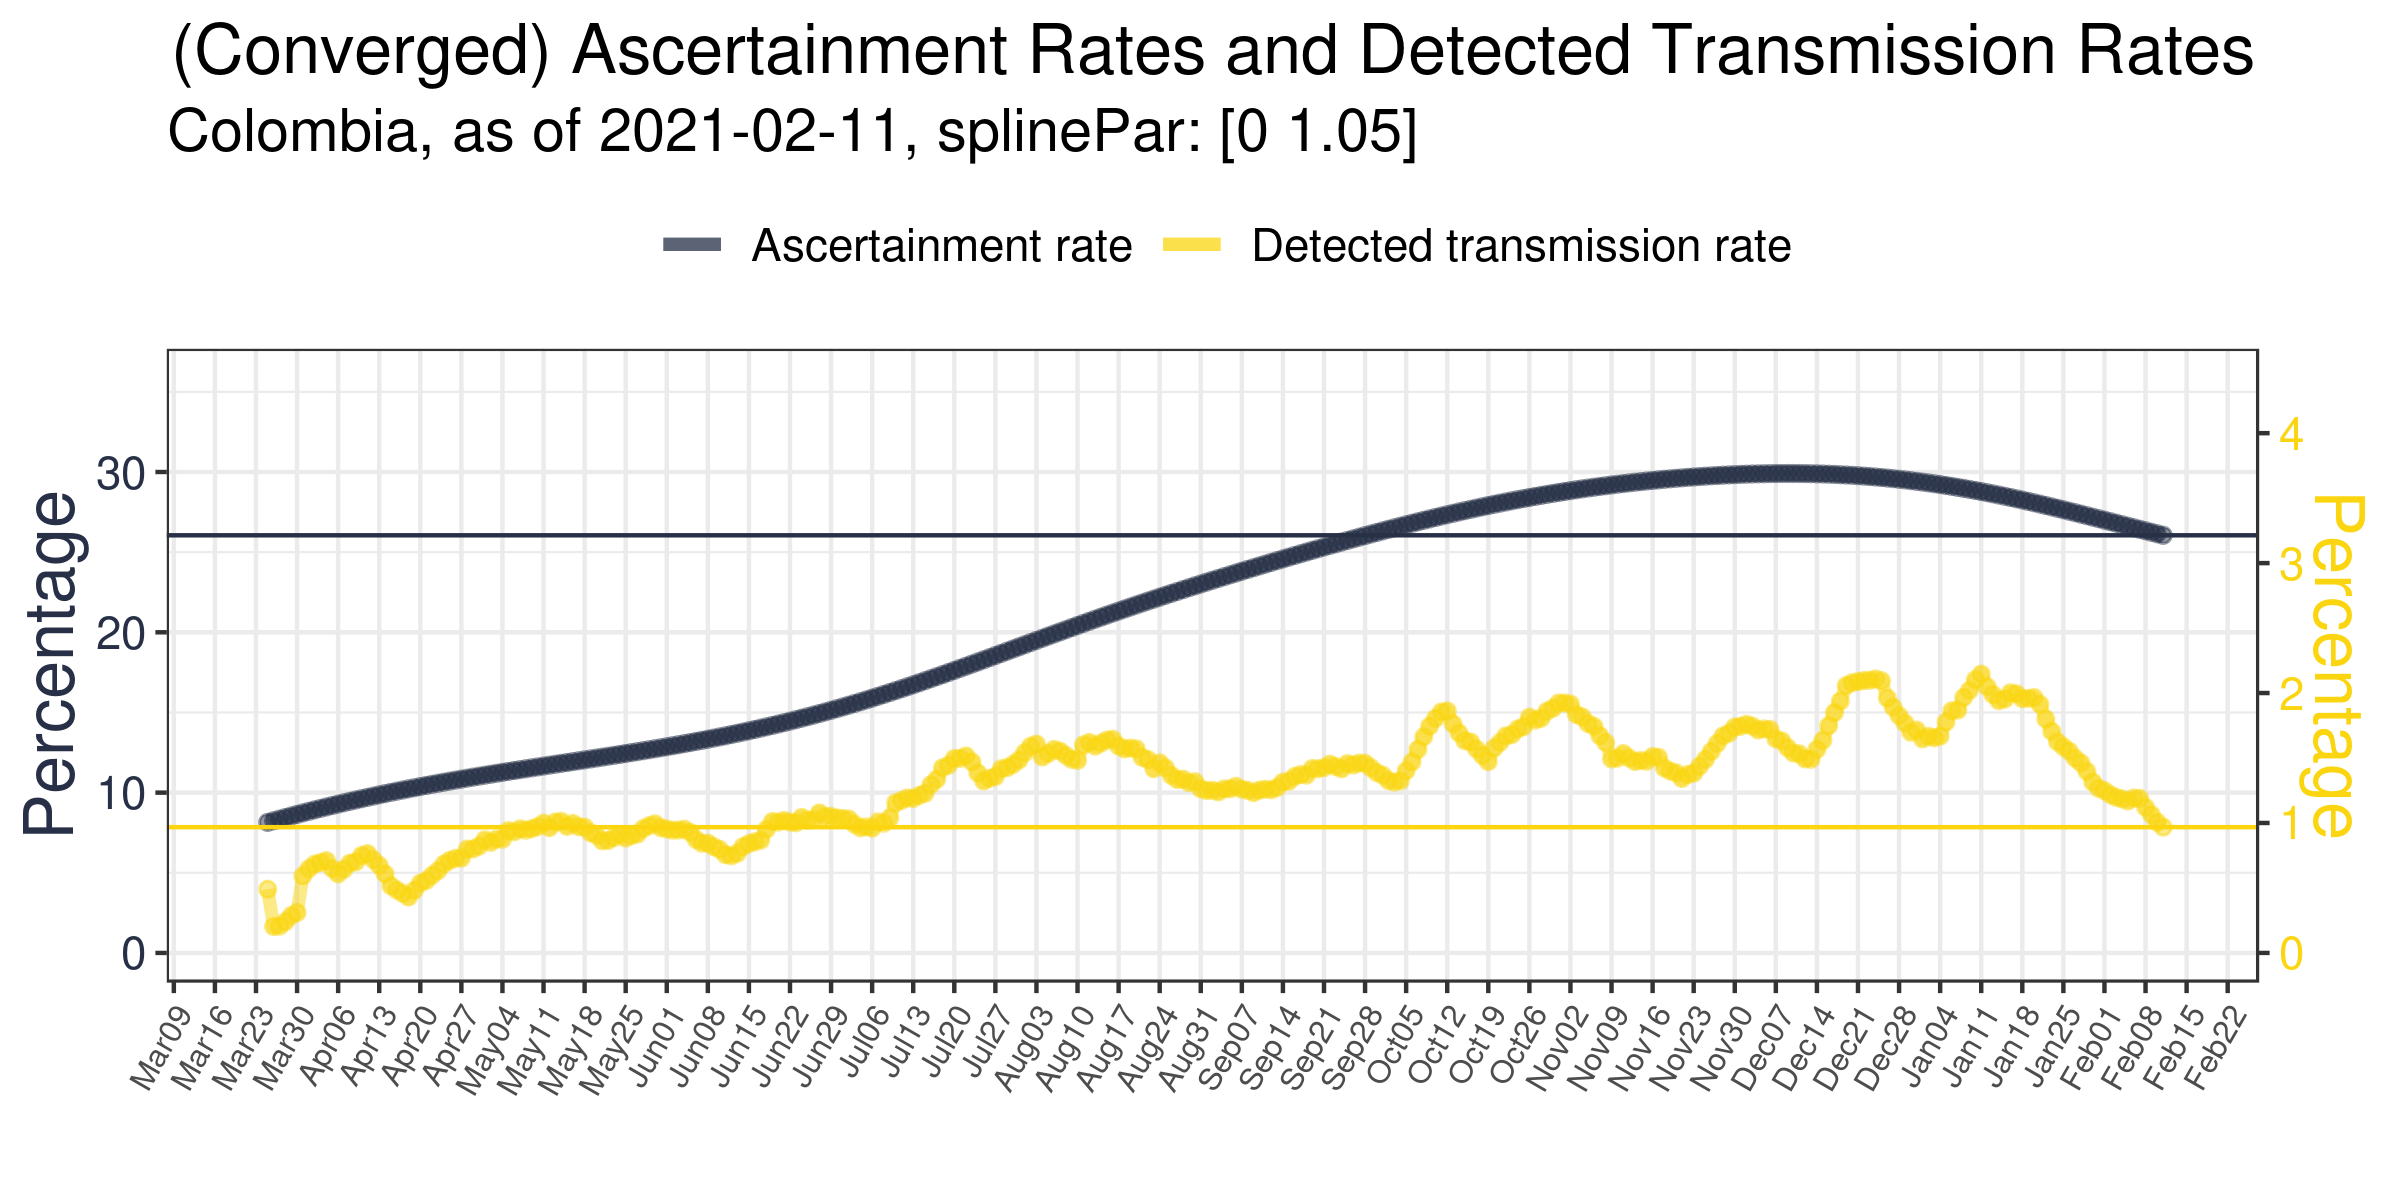 (Converged) Ascertainment Rates and Detected Transmission Rates
Colombia, as of 2021-02-11, splinePar: [0 1.05]
Ascertainment rate
Detected transmission rate
Percentage
30
20
10
0
4
3
2
1
0
Percentage
Mar09
Mar16
Mar23
Mar30
Apr06
Apr13
Apr20
Apr27
May04
May11
May18
May25
Jun01
Jun08
Jun15
Jun22
Jun29
Jul06
Jul13
Jul20
Jul27
Aug03
Aug10
Aug17
Aug24
Aug31
Sep07
Sep14
Sep21
Sep28
Oct05
Oct12
Oct19
Oct26
Nov02
Nov09
Nov16
Nov23
Nov30
Dec07
Dec14
Dec21
Dec28
Jan04
Jan11
Jan18
Jan25
Feb01
Feb08
Feb15
Feb22